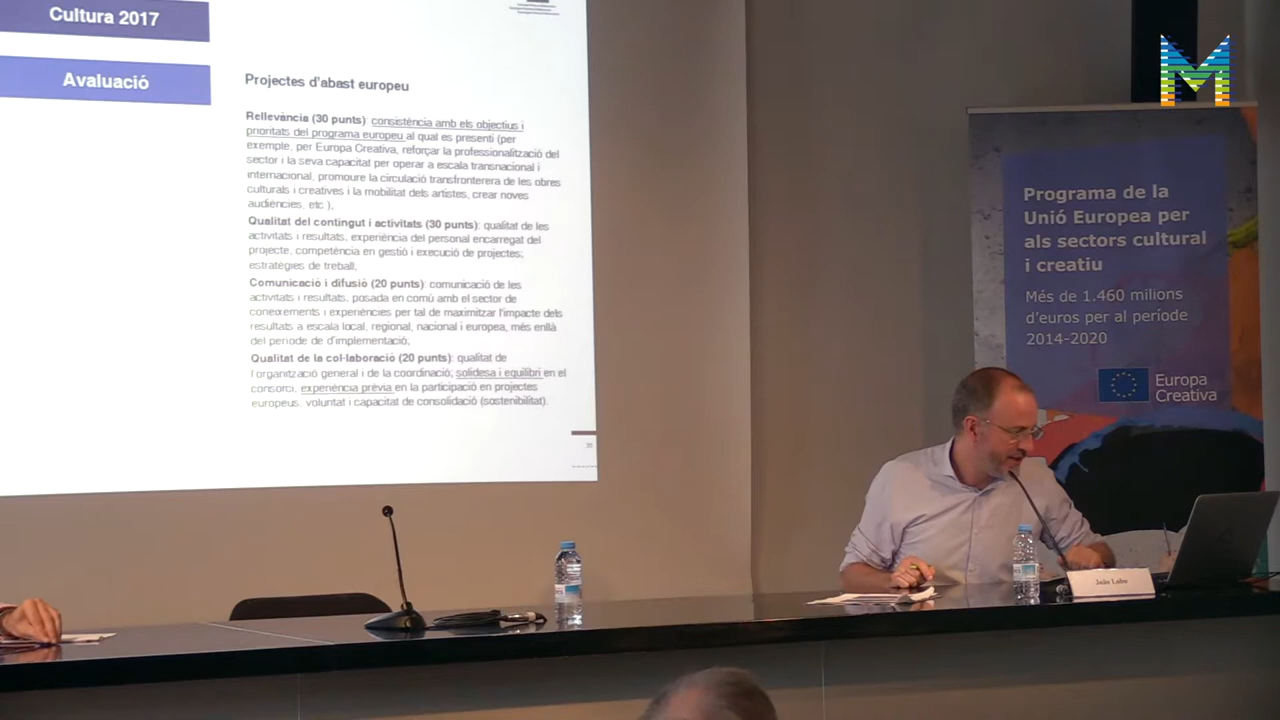 Cultura 2017
Avaluació
Projectes d'abast europeu
Rellevància (30 punts): consistència amb els objectius i
prioritats del programa europeu al qual es presenti (per
exemple, per Europa Creativa, reforçar la professionalització del
sector i la seva capacitat per operar a escala transnacional i
internacional, promoure la circulació transfronterera de les obres
culturals i creatives i la mobilitat dels artistes, crear noves
audiències, etc.),
Qualitat del contingut i activitats (30 punts): qualitat de les
activitats i resultats, experiència del personal encarregat del
projecte, competència en gestió i execució de projectes;
estratègies de treball,
Comunicació i difusió (20 punts): comunicació de les
activitats i resultats, posada en comú amb el sector de
coneixements i experiències per tal de maximitzar l'impacte dels
resultats a escala local, regional, nacional i europea, més enllà
del període de d'implementació;
Qualitat de la col·laboració (20 punts): qualitat de
l'organització general i de la coordinació; solidesa i equilibri en el
consorci, experiència prèvia en la participació en projectes
europeus, voluntat i capacitat de consolidació (sostenibilitat).
M
Programa de la
Unió Europea per
als sectors cultural
i creatiu
Més de 1.460 milions
d'euros per al període
2014-2020
Europa
Creativa
João Labo